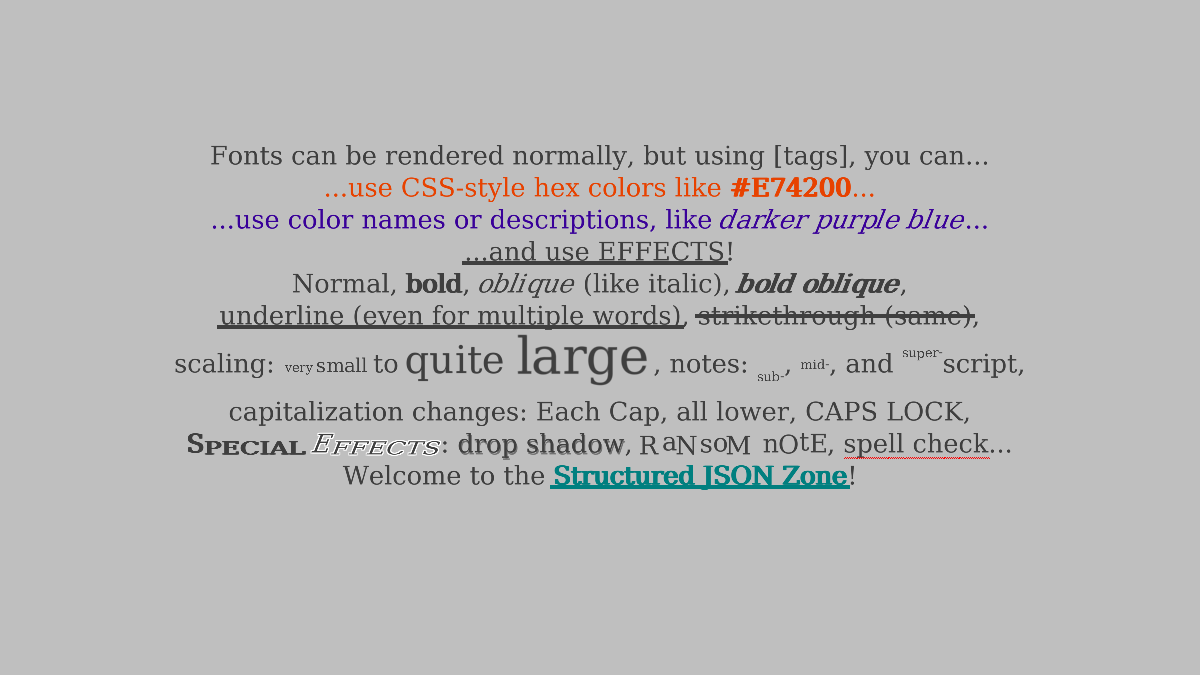 Fonts can be rendered normally, but using [tags], you can...
...use CSS-style hex colors like #E74200...
...use color names or descriptions, like darker purple blue...
...and use EFFECTS!
Normal, bold, oblique (like italic), bold oblique,
underline (even for multiple words), strikethrough (same),
scaling: very small to quite large, notes: sub-, mid-, and super-script,
capitalization changes: Each Cap, all lower, CAPS LOCK,
SPECIAL EFFECTS: drop shadow, RaNsoM nOtE, spell check...
Welcome to the Structured JSON Zone!